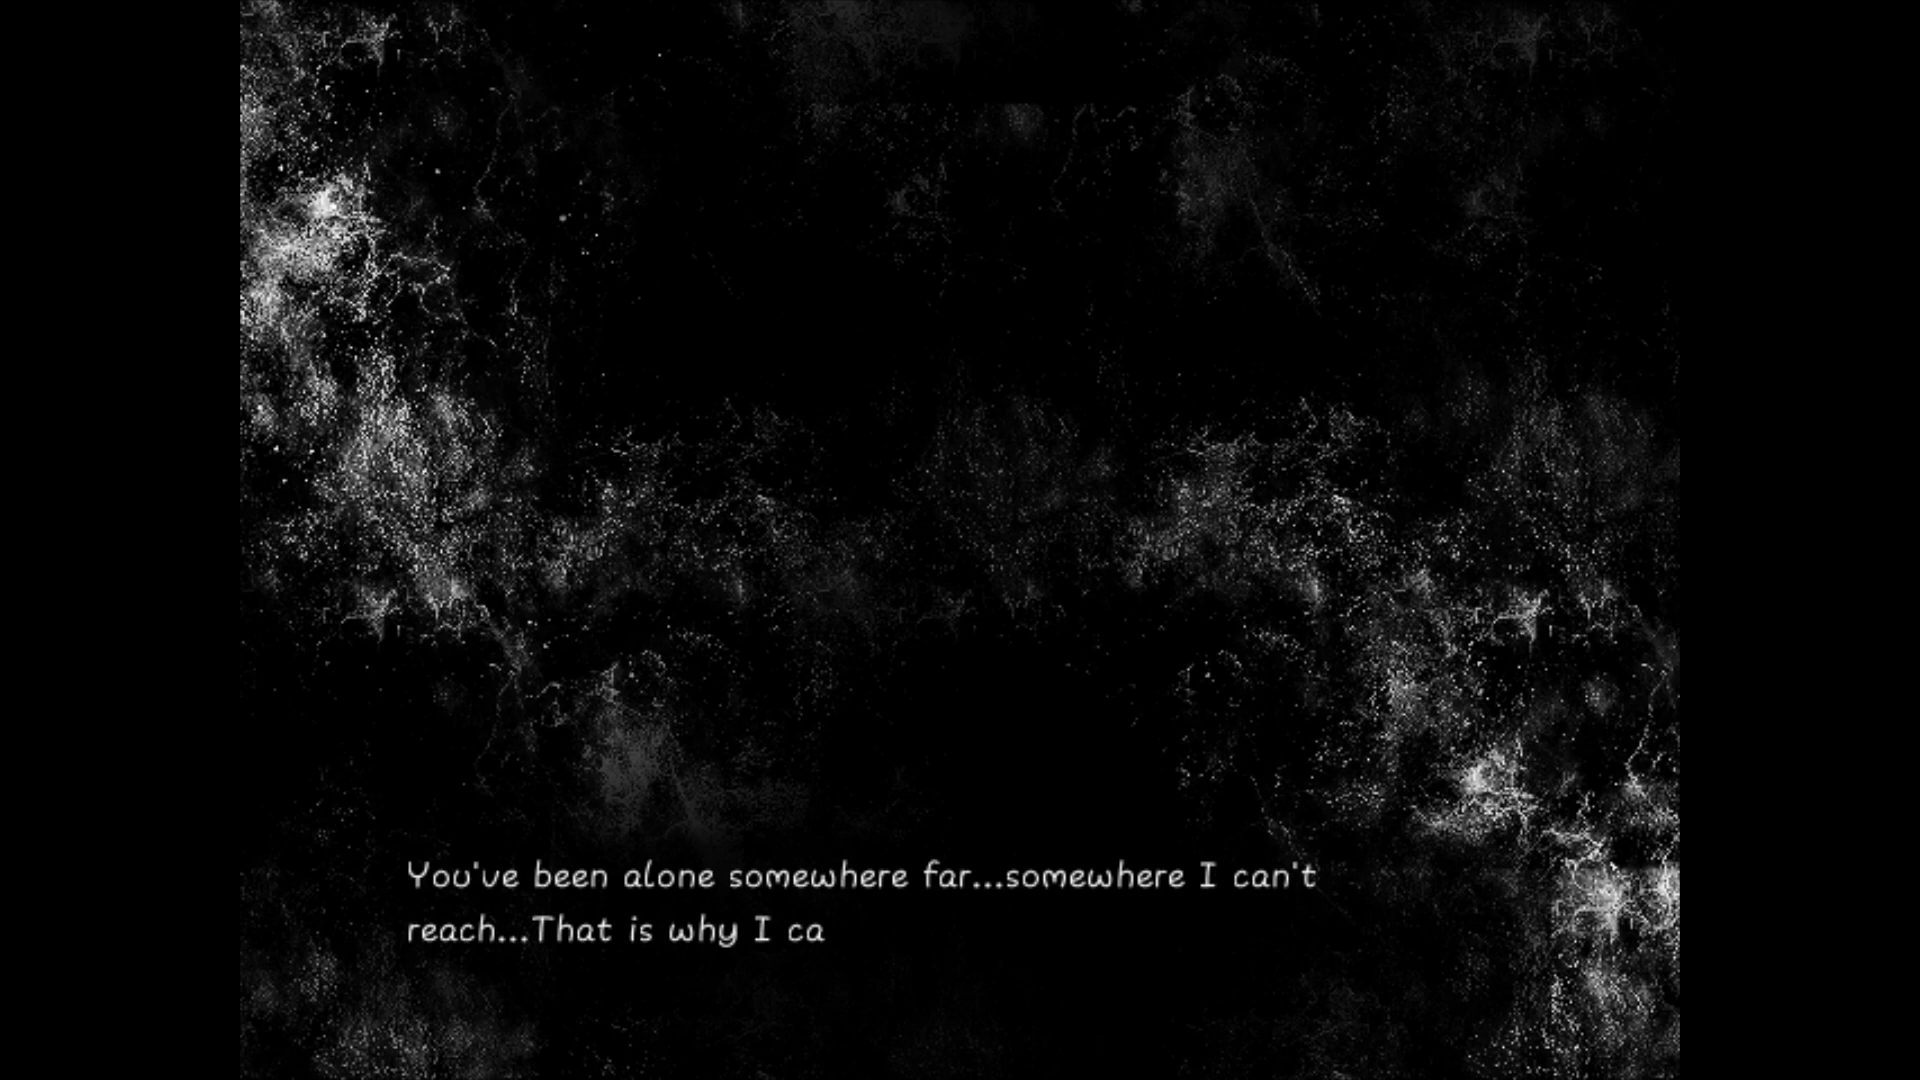 You've been alone somewhere far...somewhere I can't
reach...That is why I ca